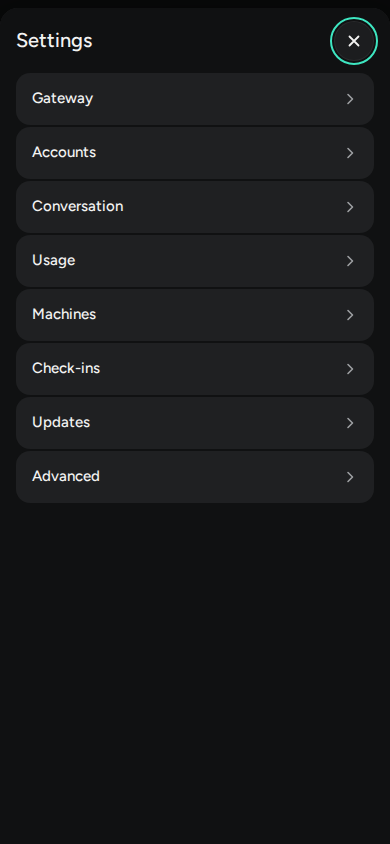 Settings
Gateway
Accounts
Conversation
Usage
Machines
Check-ins
Updates
Advanced